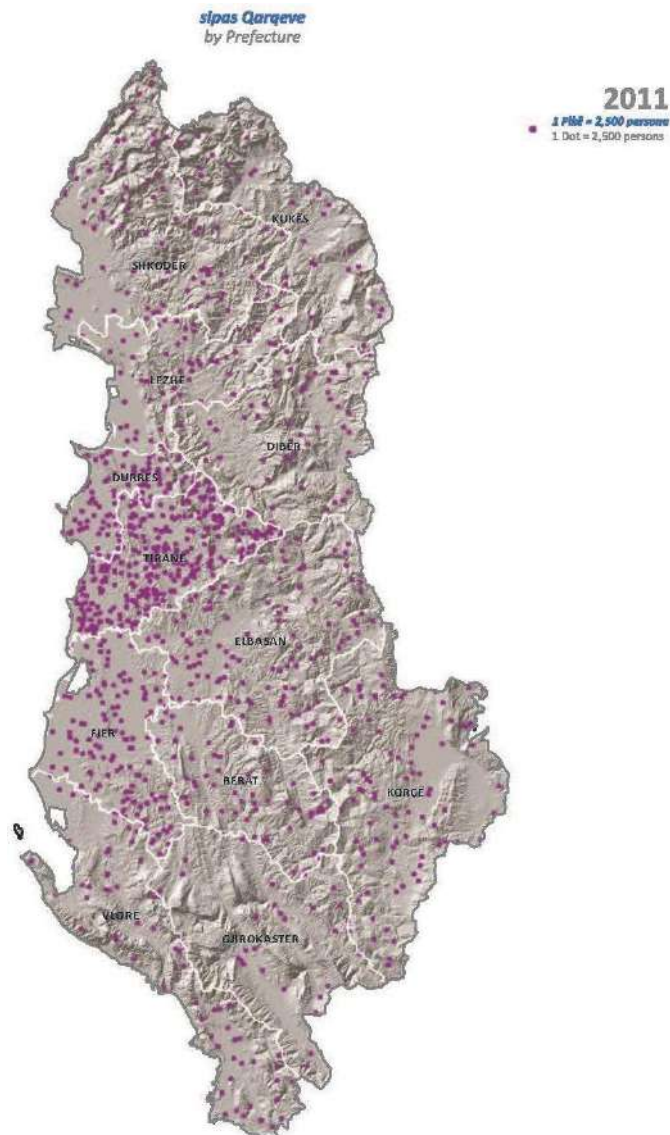 sipas Qarqeve
by Prefecture
2011
1 Pikë = 2,500 persona
1 Dot = 2,500 persons
KUKËS
SHKODËR
LEZHË
DIBËR
DURRËS
TIRANË
ELBASAN
FIER
BERAT
KORÇË
VLORË
GJIROKASTËR